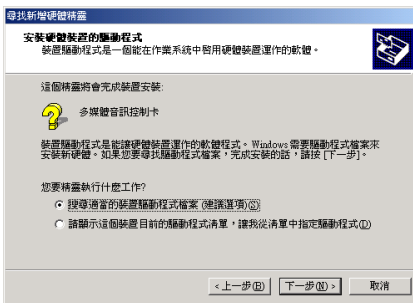 尋找新增硬體精靈
安裝硬體裝置的驅動程式
裝置驅動程式是一個能在作業系統中啓用硬體裝置運作的軟體。
這個精靈將會完成裝置安裝:
多媒體音訊控制卡
裝置驅動程式是能讓硬體裝置運作的軟體程式。Windows 需要驅動程式檔案來
安裝新硬體。如果您要尋找驅動程式檔案，完成安裝的話，請按 [下一步]。
您要精靈執行什麼工作?
搜尋適當的裝置驅動程式檔案 (建議選項)(S)
請顯示這個裝置目前的驅動程式清單，讓我從清單中指定驅動程式(D)
< 上一步(B)
下一步(N) >
取消